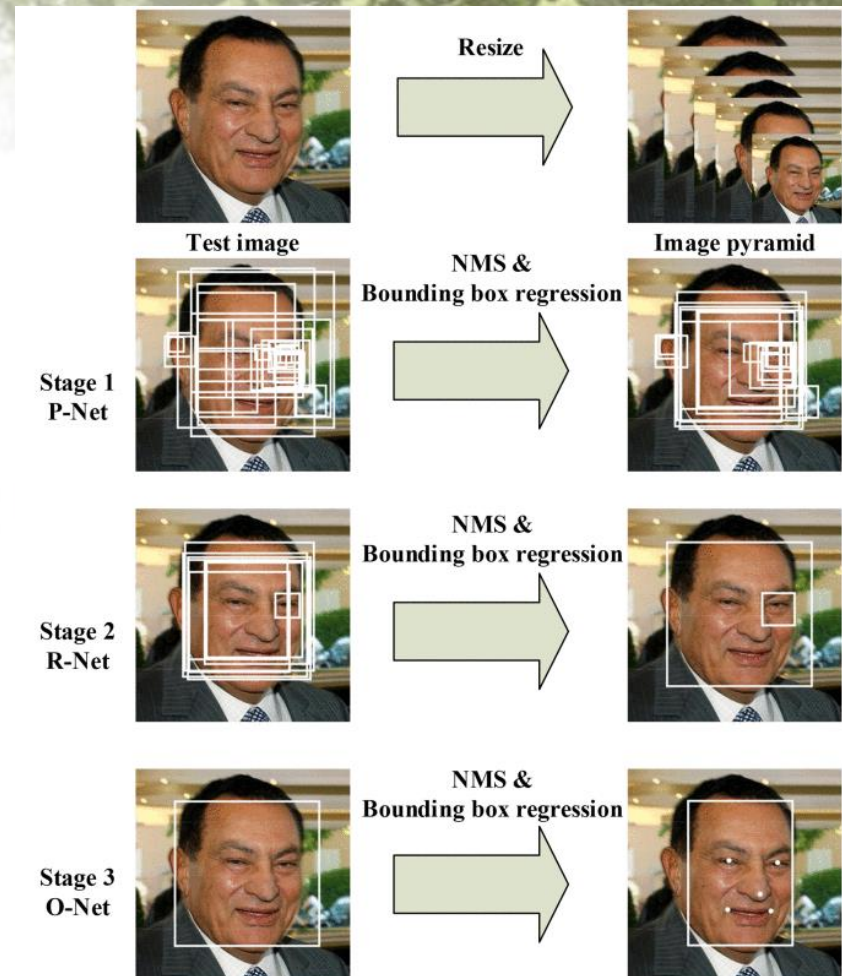 Resize
Test image
Image pyramid
NMS &
Bounding box regression
Stage 1
P-Net
NMS &
Bounding box regression
Stage 2
R-Net
NMS &
Bounding box regression
Stage 3
O-Net